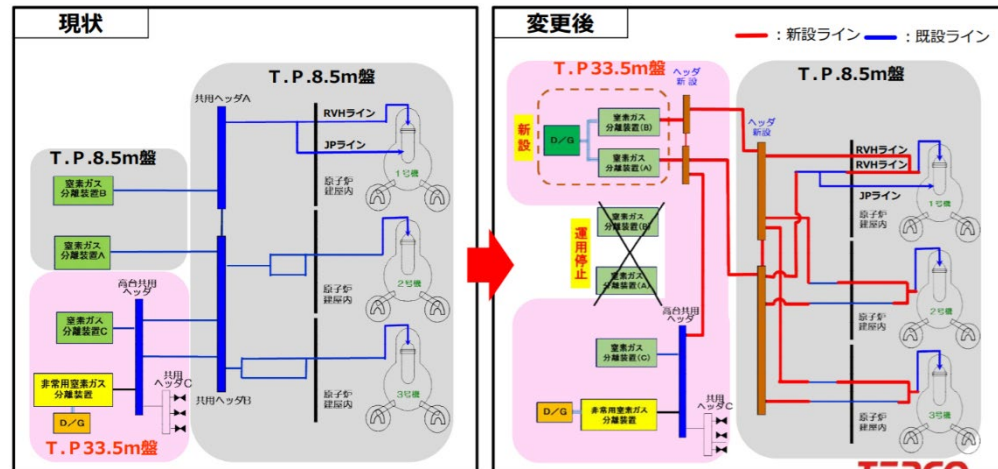 現状
T.P.8.5m盤
共用ヘッダA
RVHライン
JPライン
原子炉
建屋内
1号機
T.P.8.5m盤
窒素ガス
分離装置B
窒素ガス
分離装置A
原子炉
建屋内
2号機
高台共用
ヘッダ
窒素ガス
分離装置C
非常用窒素ガス
分離装置
D/G
共用
ヘッダC
T.P33.5m盤
共用ヘッダB
原子炉
建屋内
3号機
変更後
:新設ライン
:既設ライン
T.P33.5m盤
ヘッダ
新設
T.P.8.5m盤
新設
D/G
窒素ガス
分離装置(B)
窒素ガス
分離装置(A)
ヘッダ
新設
RVHライン
RVHライン
JPライン
原子炉
建屋内
1号機
運用停止
窒素ガス
分離装置(B)
窒素ガス
分離装置(A)
原子炉
建屋内
2号機
高台共用
ヘッダ
窒素ガス
分離装置(C)
D/G
非常用窒素ガス
分離装置
共用
ヘッダC
原子炉
建屋内
3号機
TEPCO